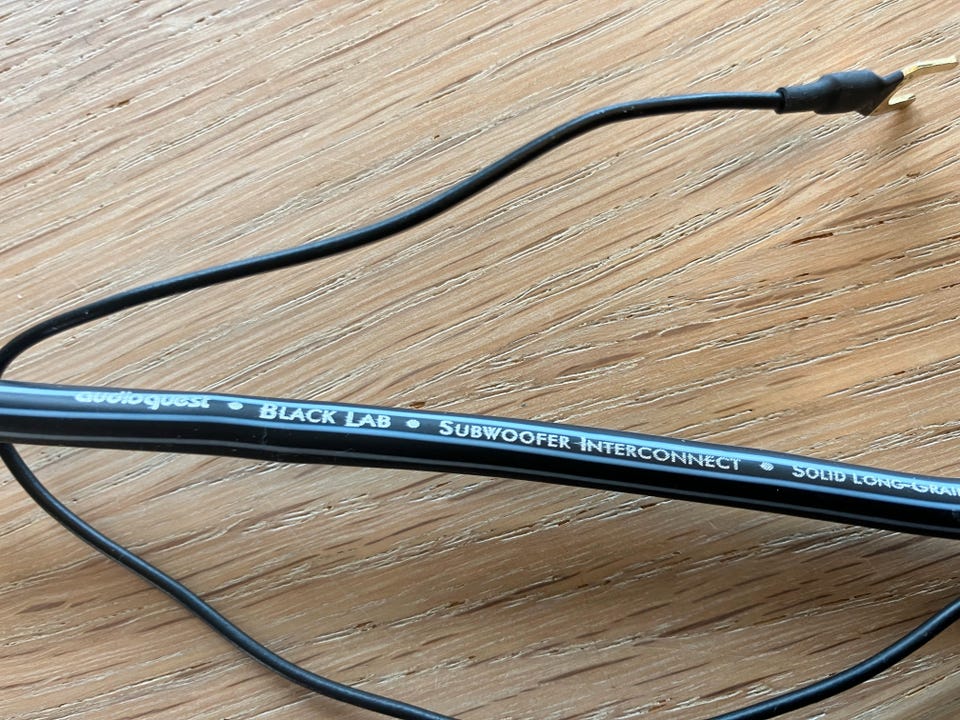 audioquest • BLACK LAB • SUBWOOFER INTERCONNECT • SOLID LONG-GRAI